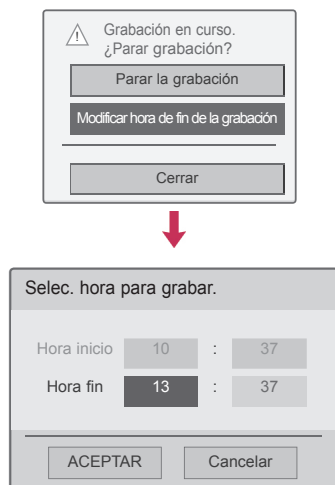 Grabación en curso.
¿Parar grabación?
Parar la grabación
Modificar hora de fin de la grabación
Cerrar
Selec. hora para grabar.
Hora inicio 10 : 37
Hora fin 13 : 37
ACEPTAR Cancelar